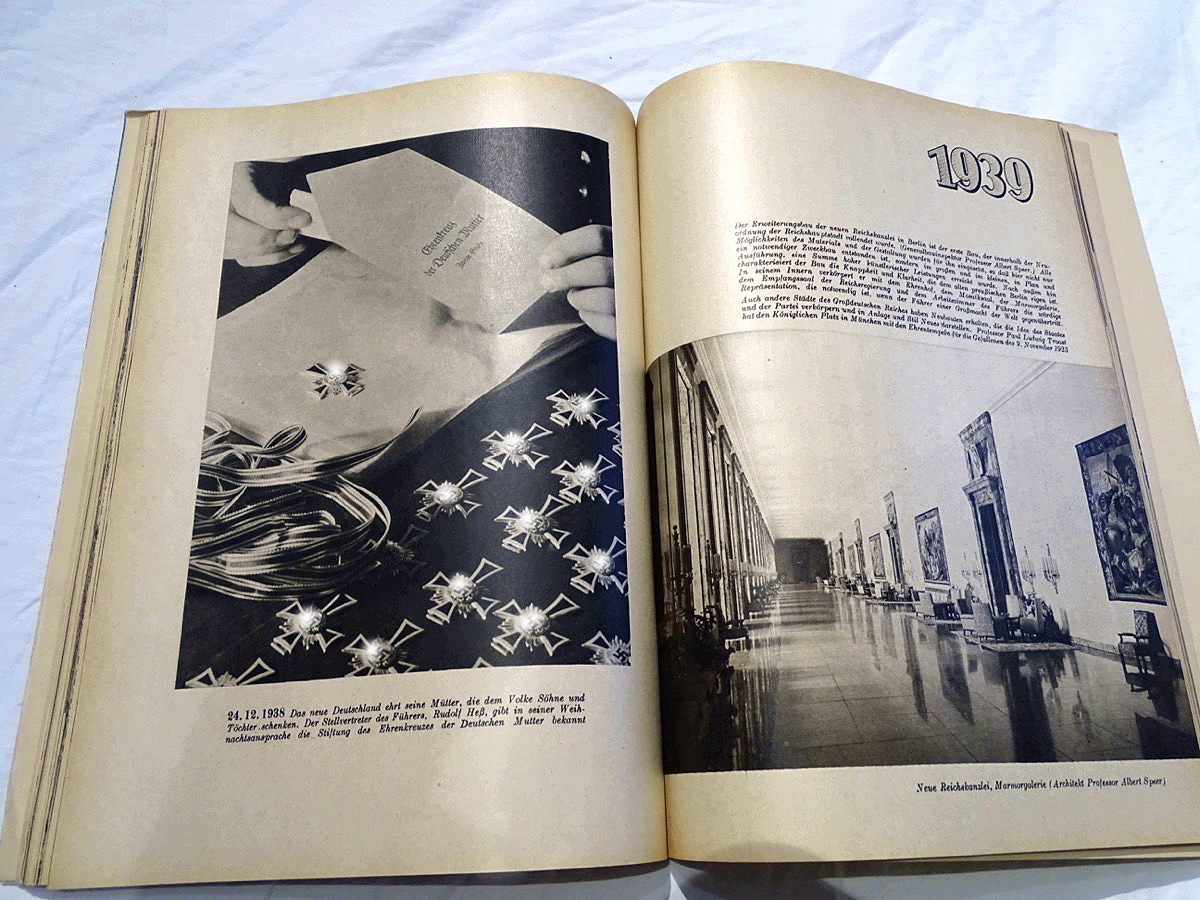 Ehrenkreuz
der Deutschen Mutter
24.12.1938 Das neue Deutschland ehrt seine Mütter, die dem Volke Söhne und
Töchter schenken. Der Stellvertreter des Führers, Rudolf Heß, gibt in seiner Weih-
nachtsansprache die Stiftung des Ehrenkreuzes der Deutschen Mutter bekannt
1939
Der Erweiterungsbau der neuen Reichskanzlei in Berlin ist der erste Bau, der innerhalb der Neu-
ordnung der Reichshauptstadt vollendet wurde. (Generalbauinspektor Professor Albert Speer.) Alle
Möglichkeiten des Materials und der Gestaltung wurden für ihn eingesetzt, so daß hier nicht nur
ein notwendiger Zweckbau entstanden ist, sondern im großen und im kleinen, in Plan und
Ausführung, eine Summe hoher künstlerischer Leistungen erreicht wurde. Nach außen hin
charakterisiert der Bau die Knappheit und Klarheit, die dem alten preußischen Berlin eigen ist.
In seinem Innern verkörpert er mit dem Ehrenhof, dem Mosaiksaal, der Marmorgalerie,
dem Empfangssaal der Reichsregierung und dem Arbeitszimmer des Führers die würdige
Repräsentation, die notwendig ist, wenn der Führer einer Großmacht der Welt gegenübertritt.
Auch andere Städte des Großdeutschen Reiches haben Neubauten erhalten, die die Idee des Staates
und der Partei verkörpern und in Anlage und Stil Neues darstellen. Professor Paul Ludwig Troost
hat den Königlichen Platz in München mit den Ehrentempeln für die Gefallenen des 9. November 1923
Neue Reichskanzlei, Marmorgalerie (Architekt Professor Albert Speer)